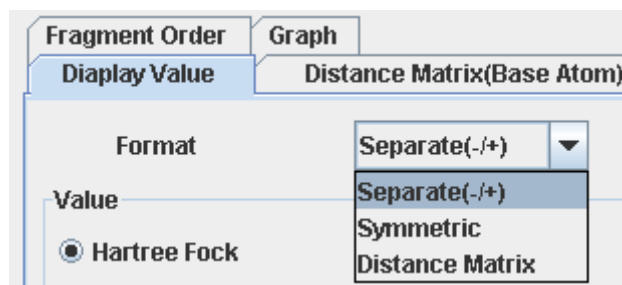 Fragment Order Graph
Diaplay Value Distance Matrix(Base Atom)
Format Separate(-/+)
Separate(-/+)
Value
Symmetric
Hartree Fock
Distance Matrix